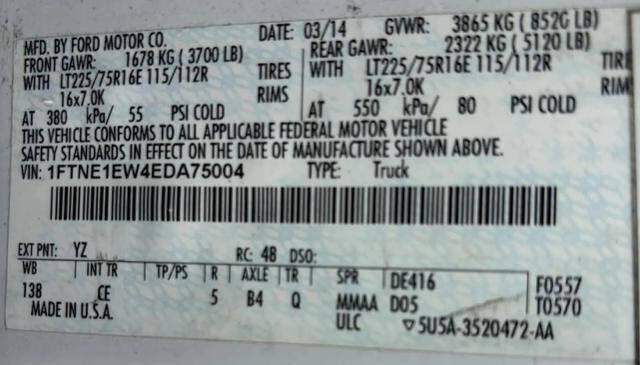 MFD. BY FORD MOTOR CO. DATE: 03/14 GVWR: 3865 KG ( 8520 LB)
FRONT GAWR: 1678 KG ( 3700 LB) REAR GAWR: 2322 KG ( 5120 LB)
WITH LT225/75R16E 115/112R TIRES WITH LT225/75R16E 115/112R
16x7.0K RIMS 16x7.0K
AT 380 kPa/ 55 PSI COLD AT 550 kPa/ 80 PSI COLD
THIS VEHICLE CONFORMS TO ALL APPLICABLE FEDERAL MOTOR VEHICLE
SAFETY STANDARDS IN EFFECT ON THE DATE OF MANUFACTURE SHOWN ABOVE.
VIN: 1FTNE1EW4EDA75004 TYPE: Truck
EXT PNT: YZ RC: 48 DSO:
WB INT TR TP/PS R AXLE TR SPR DE416 F0557
138 CE 5 B4 Q MMAA D05 T0570
MADE IN U.S.A. ULC ▽5U5A-3520472-AA